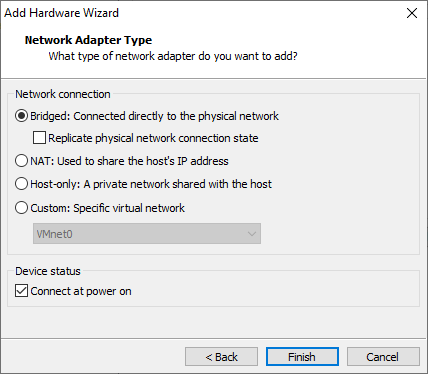 Add Hardware Wizard
Network Adapter Type
What type of network adapter do you want to add?
Network connection
Bridged: Connected directly to the physical network
Replicate physical network connection state
NAT: Used to share the host's IP address
Host-only: A private network shared with the host
Custom: Specific virtual network
VMnet0
Device status
Connect at power on
< Back
Finish
Cancel